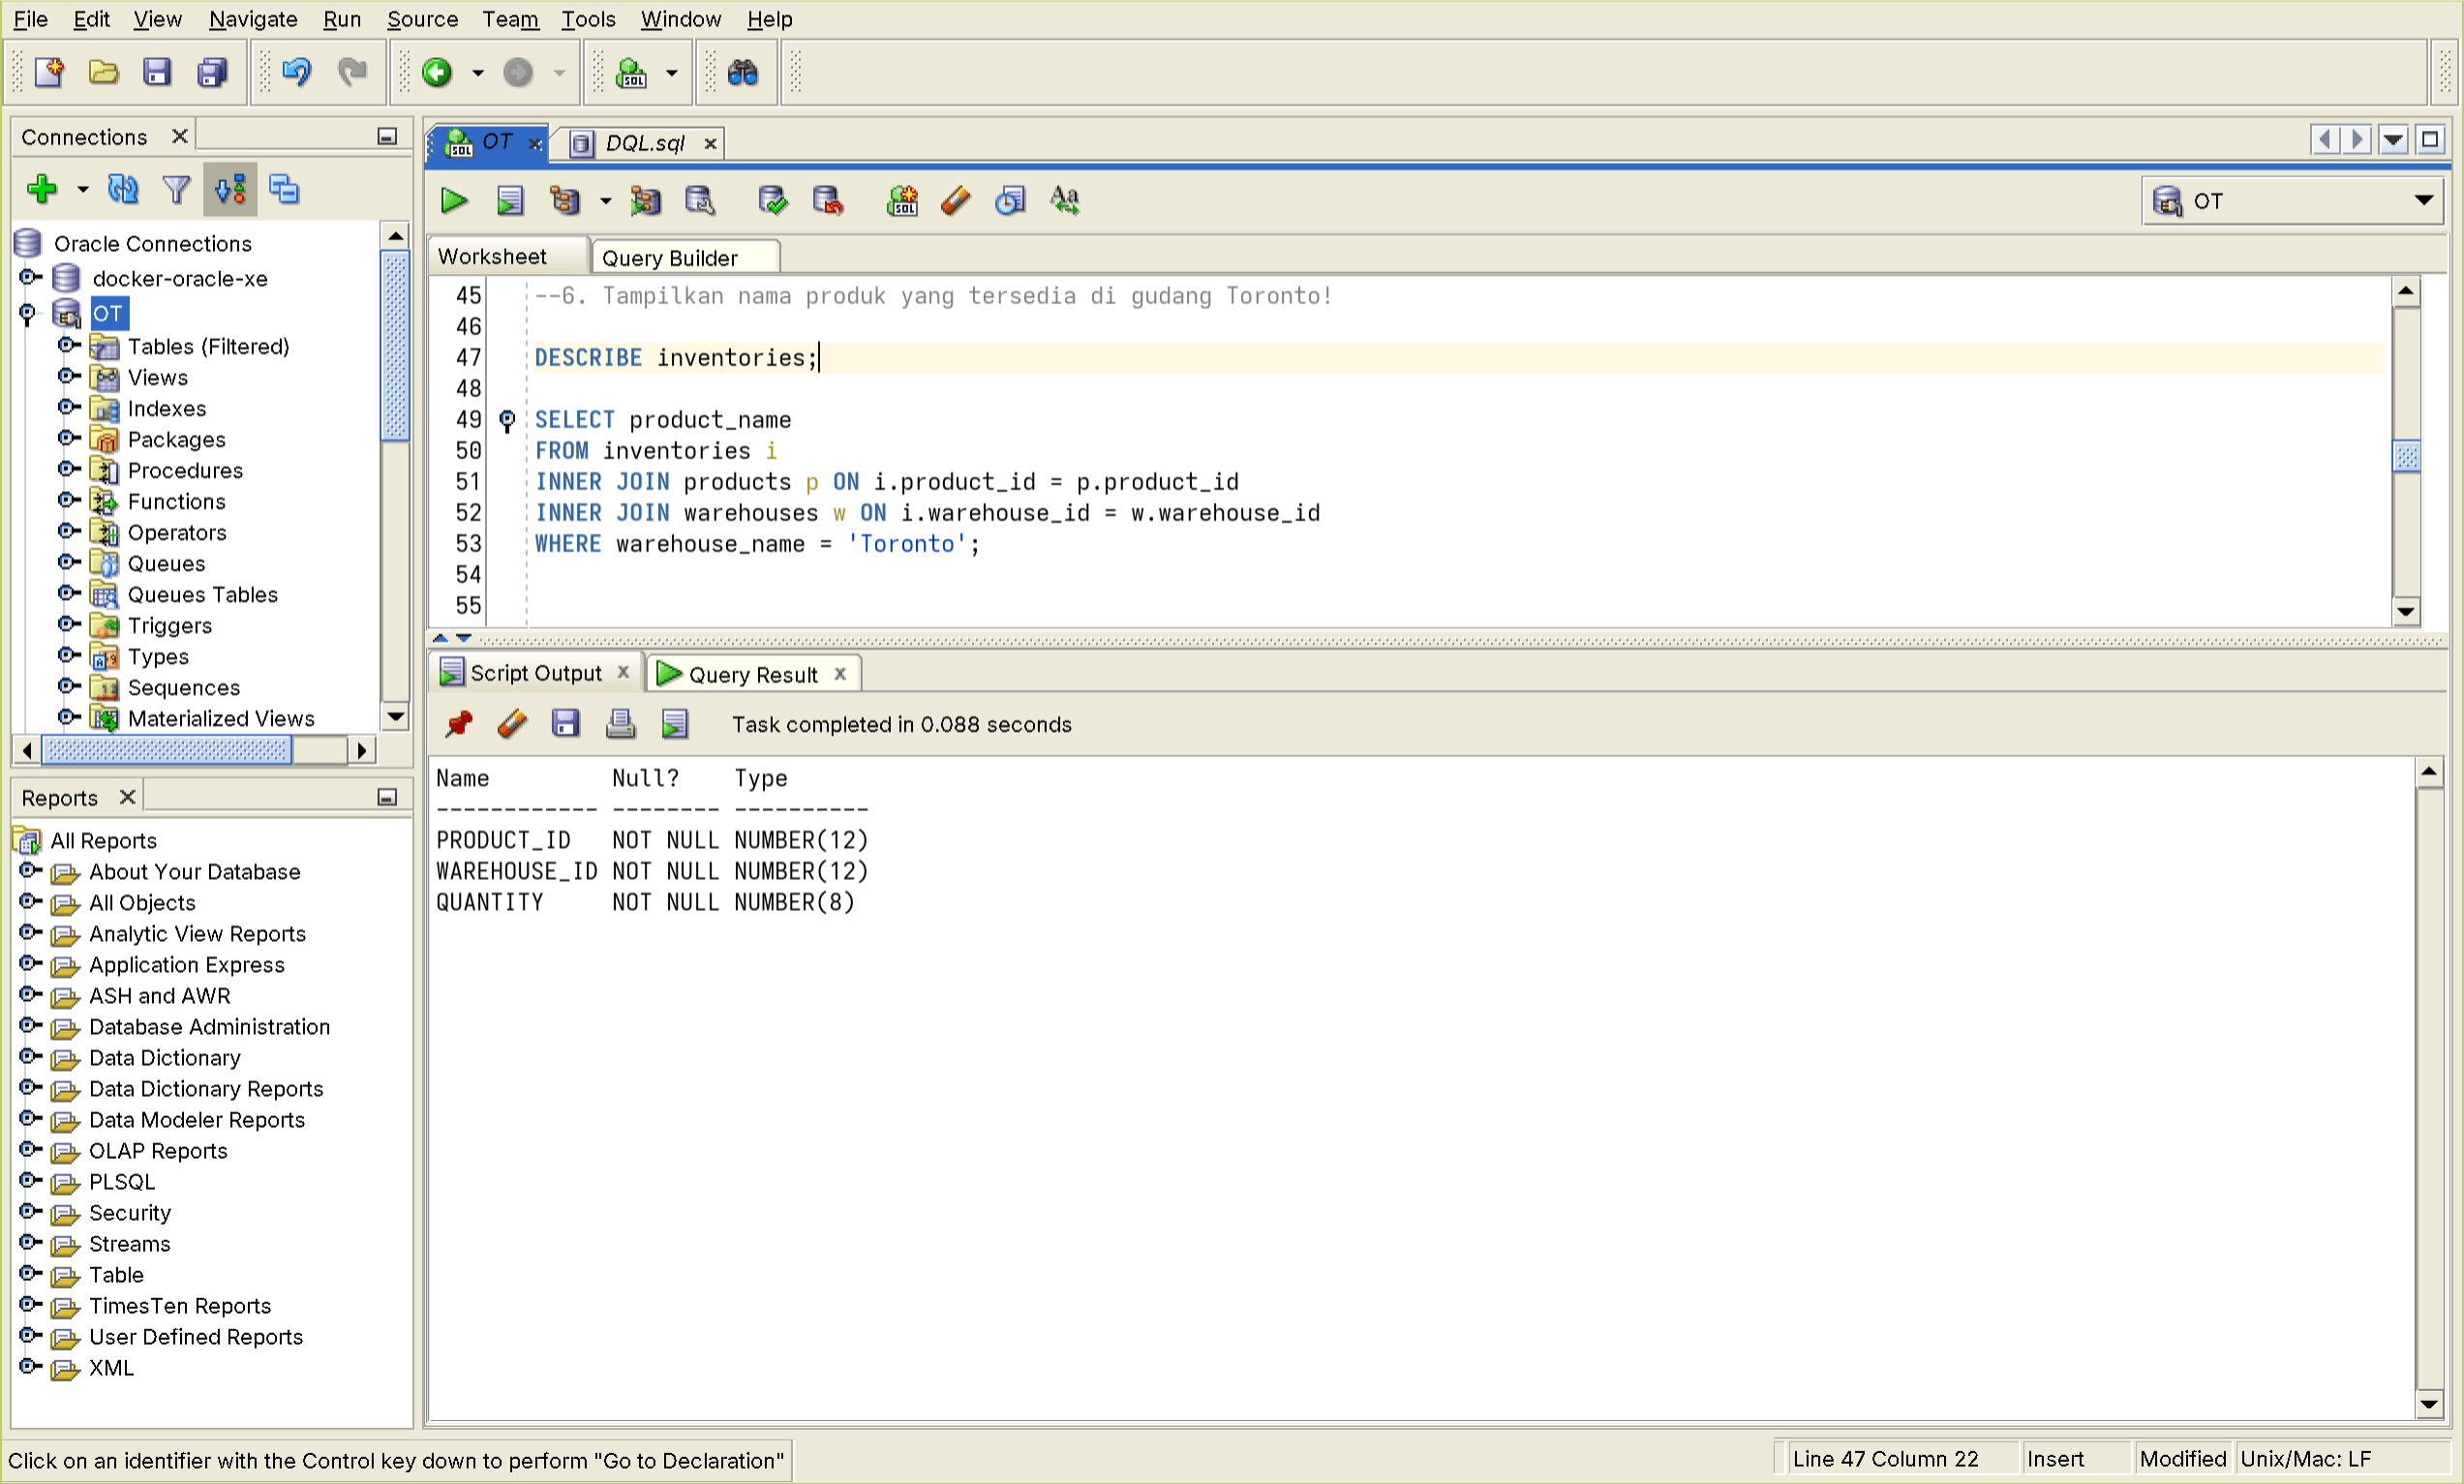 File Edit View Navigate Run Source Team Tools Window Help
Connections
Oracle Connections
docker-oracle-xe
OT
Tables (Filtered)
Views
Indexes
Packages
Procedures
Functions
Operators
Queues
Queues Tables
Triggers
Types
Sequences
Materialized Views
Reports
All Reports
About Your Database
All Objects
Analytic View Reports
Application Express
ASH and AWR
Database Administration
Data Dictionary
Data Dictionary Reports
Data Modeler Reports
OLAP Reports
PLSQL
Security
Streams
Table
TimesTen Reports
User Defined Reports
XML
OT DQL.sql
OT
Worksheet Query Builder
45 --6. Tampilkan nama produk yang tersedia di gudang Toronto!
46
47 DESCRIBE inventories;
48
49 SELECT product_name
50 FROM inventories i
51 INNER JOIN products p ON i.product_id = p.product_id
52 INNER JOIN warehouses w ON i.warehouse_id = w.warehouse_id
53 WHERE warehouse_name = 'Toronto';
54
55
Script Output Query Result
Task completed in 0.088 seconds
Name Null? Type
------------ -------- ----------
PRODUCT_ID NOT NULL NUMBER(12)
WAREHOUSE_ID NOT NULL NUMBER(12)
QUANTITY NOT NULL NUMBER(8)
Click on an identifier with the Control key down to perform "Go to Declaration"
Line 47 Column 22 Insert Modified Unix/Mac: LF